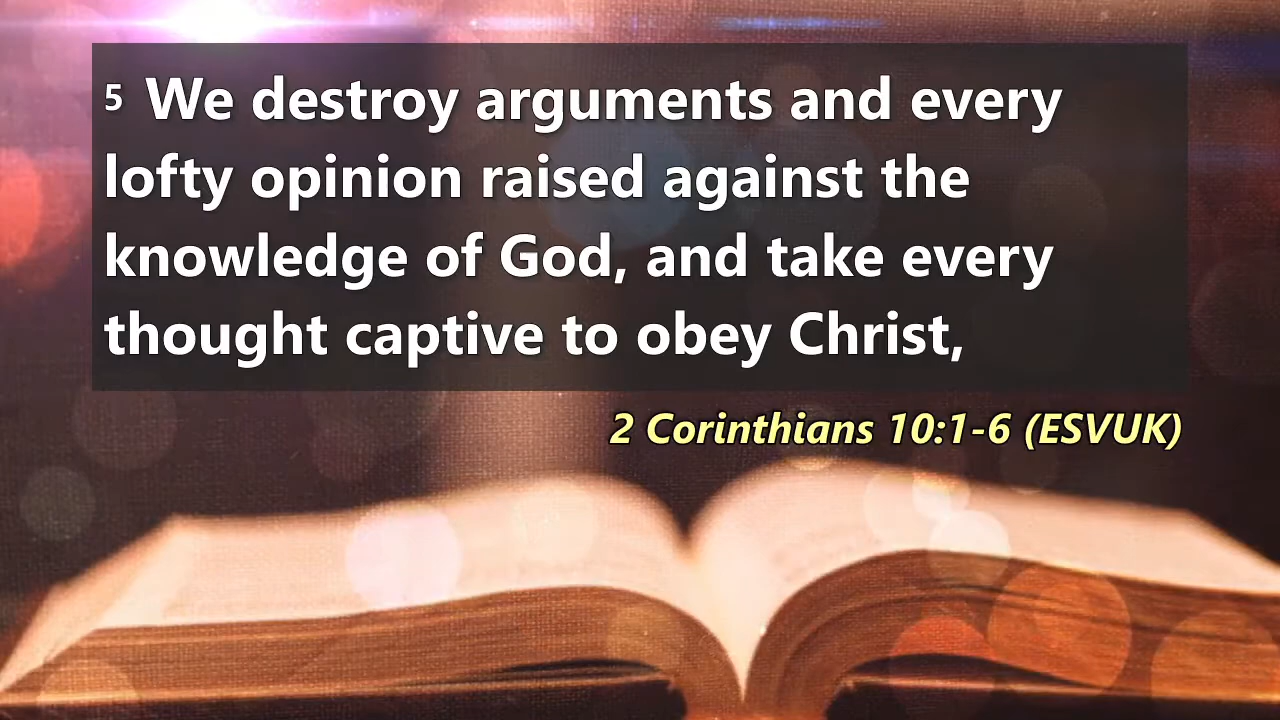 5 We destroy arguments and every
lofty opinion raised against the
knowledge of God, and take every
thought captive to obey Christ,
2 Corinthians 10:1-6 (ESVUK)